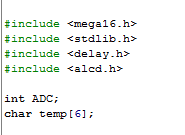 #include <mega16.h>
#include <stdlib.h>
#include <delay.h>
#include <alcd.h>
int ADC;
char temp[6];